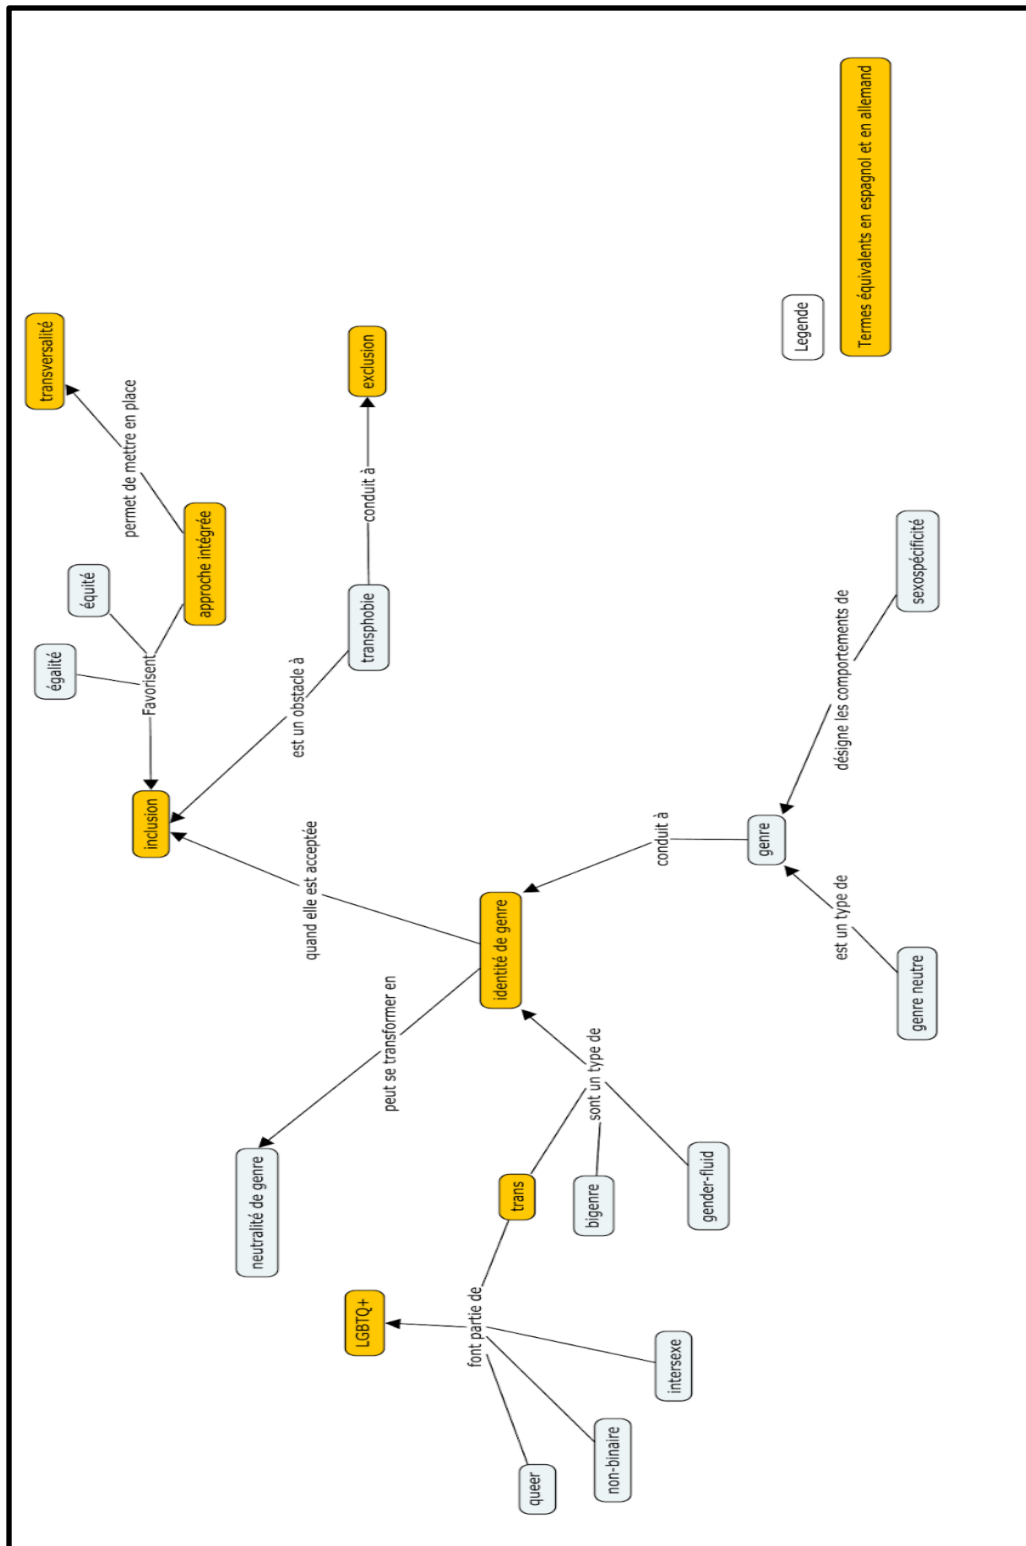 transversalité
égalité
équité
permet de mettre en place
inclusion
Favorisent
approche intégrée
neutralité de genre
est un obstacle à
quand elle est acceptée
LGBTQ+
transphobie
conduit à
exclusion
peut se transformer en
font partie de
identité de genre
trans
queer
bigenre
sont un type de
non-binaire
conduit à
intersexe
gender-fluid
genre
Legende
est un type de
désigne les comportements de
Termes équivalents en espagnol et en allemand
genre neutre
sexospécificité